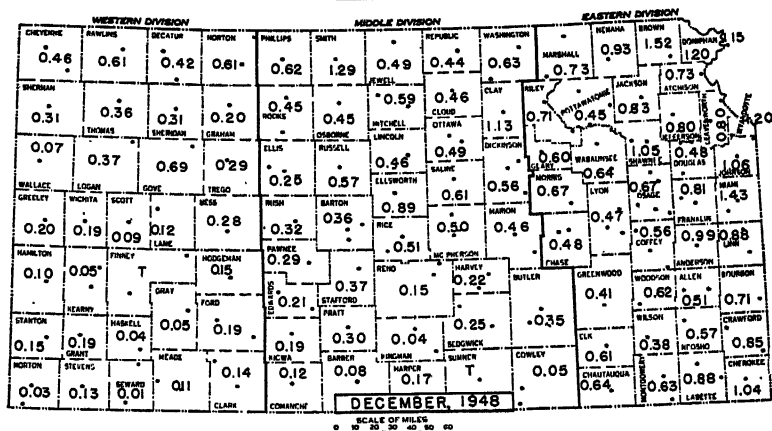 WESTERN DIVISION MIDDLE DIVISION EASTERN DIVISION
CHEYENNE RAWLINS DECATUR NORTON PHILLIPS SMITH REPUBLIC WASHINGTON MARSHALL NEMAHA BROWN DONIPHAN
0.46 0.61 0.42 0.61 0.62 1.29 0.49 0.44 0.63 0.73 0.93 1.52 1.20 .15
JEWELL
SHERMAN CLAY RILEY POTTAWATOMIE JACKSON ATCHISON
0.31 0.36 0.31 0.20 0.45 0.45 0.59 0.46 1.13 0.71 0.45 0.83 0.73
THOMAS SHERIDAN GRAHAM ROOKS OSBORNE MITCHELL CLOUD
ELLIS RUSSELL LINCOLN OTTAWA DICKINSON GEARY WABAUNSEE SHAWNEE JEFFERSON LEAVENWORTH WYANDOTTE
0.07 0.37 0.69 0.29 0.25 0.57 0.46 0.49 0.60 0.64 1.05 0.80 0.80 .20
WALLACE LOGAN GOVE TREGO ELLSWORTH SALINE MORRIS LYON OSAGE DOUGLAS JOHNSON
0.89 0.61 0.56 0.67 0.67 0.48 1.06
GREELEY WICHITA SCOTT LANE NESS RUSH BARTON RICE MC PHERSON MARION CHASE COFFEY FRANKLIN MIAMI
0.20 0.19 0.09 0.12 0.28 0.32 0.36 0.51 0.50 0.46 0.48 0.47 0.56 0.81 1.43
HAMILTON KEARNY FINNEY HODGEMAN PAWNEE STAFFORD RENO HARVEY BUTLER GREENWOOD ANDERSON LINN
0.10 0.05 T 0.15 0.29 0.37 0.15 0.22 0.35 0.41 0.99 0.88
GRAY FORD EDWARDS PRATT SEDGWICK WOODSON ALLEN BOURBON
0.05 0.19 0.21 0.30 0.25 0.62 0.51 0.71
STANTON GRANT HASKELL KIOWA KINGMAN ELK WILSON NEOSHO CRAWFORD
0.15 0.19 0.04 0.19 0.04 0.61 0.38 0.57 0.85
MORTON STEVENS SEWARD MEADE CLARK COMANCHE BARBER HARPER SUMNER COWLEY CHAUTAUQUA MONTGOMERY LABETTE CHEROKEE
0.03 0.13 0.01 0.11 0.14 0.12 0.08 0.17 T 0.05 0.64 0.63 0.88 1.04
DECEMBER, 1948
SCALE OF MILES
0 10 20 30 40 50 60